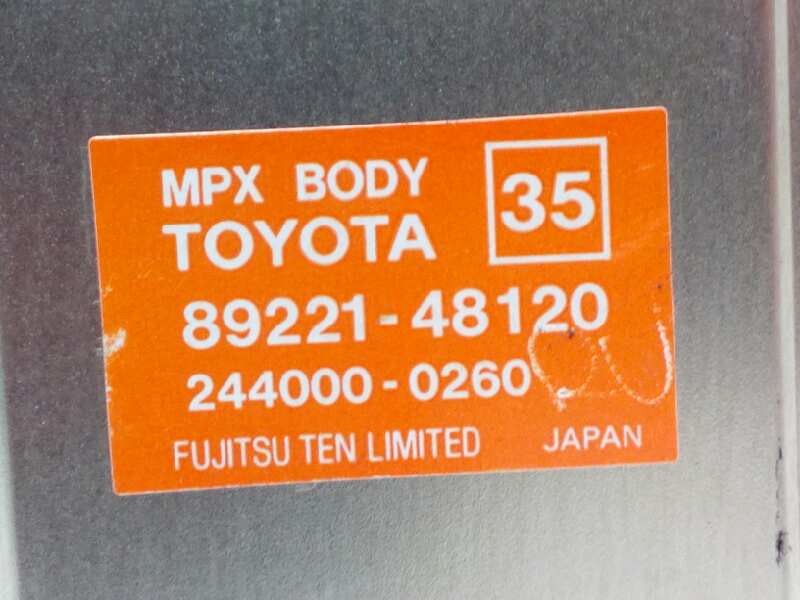 MPX BODY 35
TOYOTA
89221-48120
244000-0260
FUJITSU TEN LIMITED JAPAN